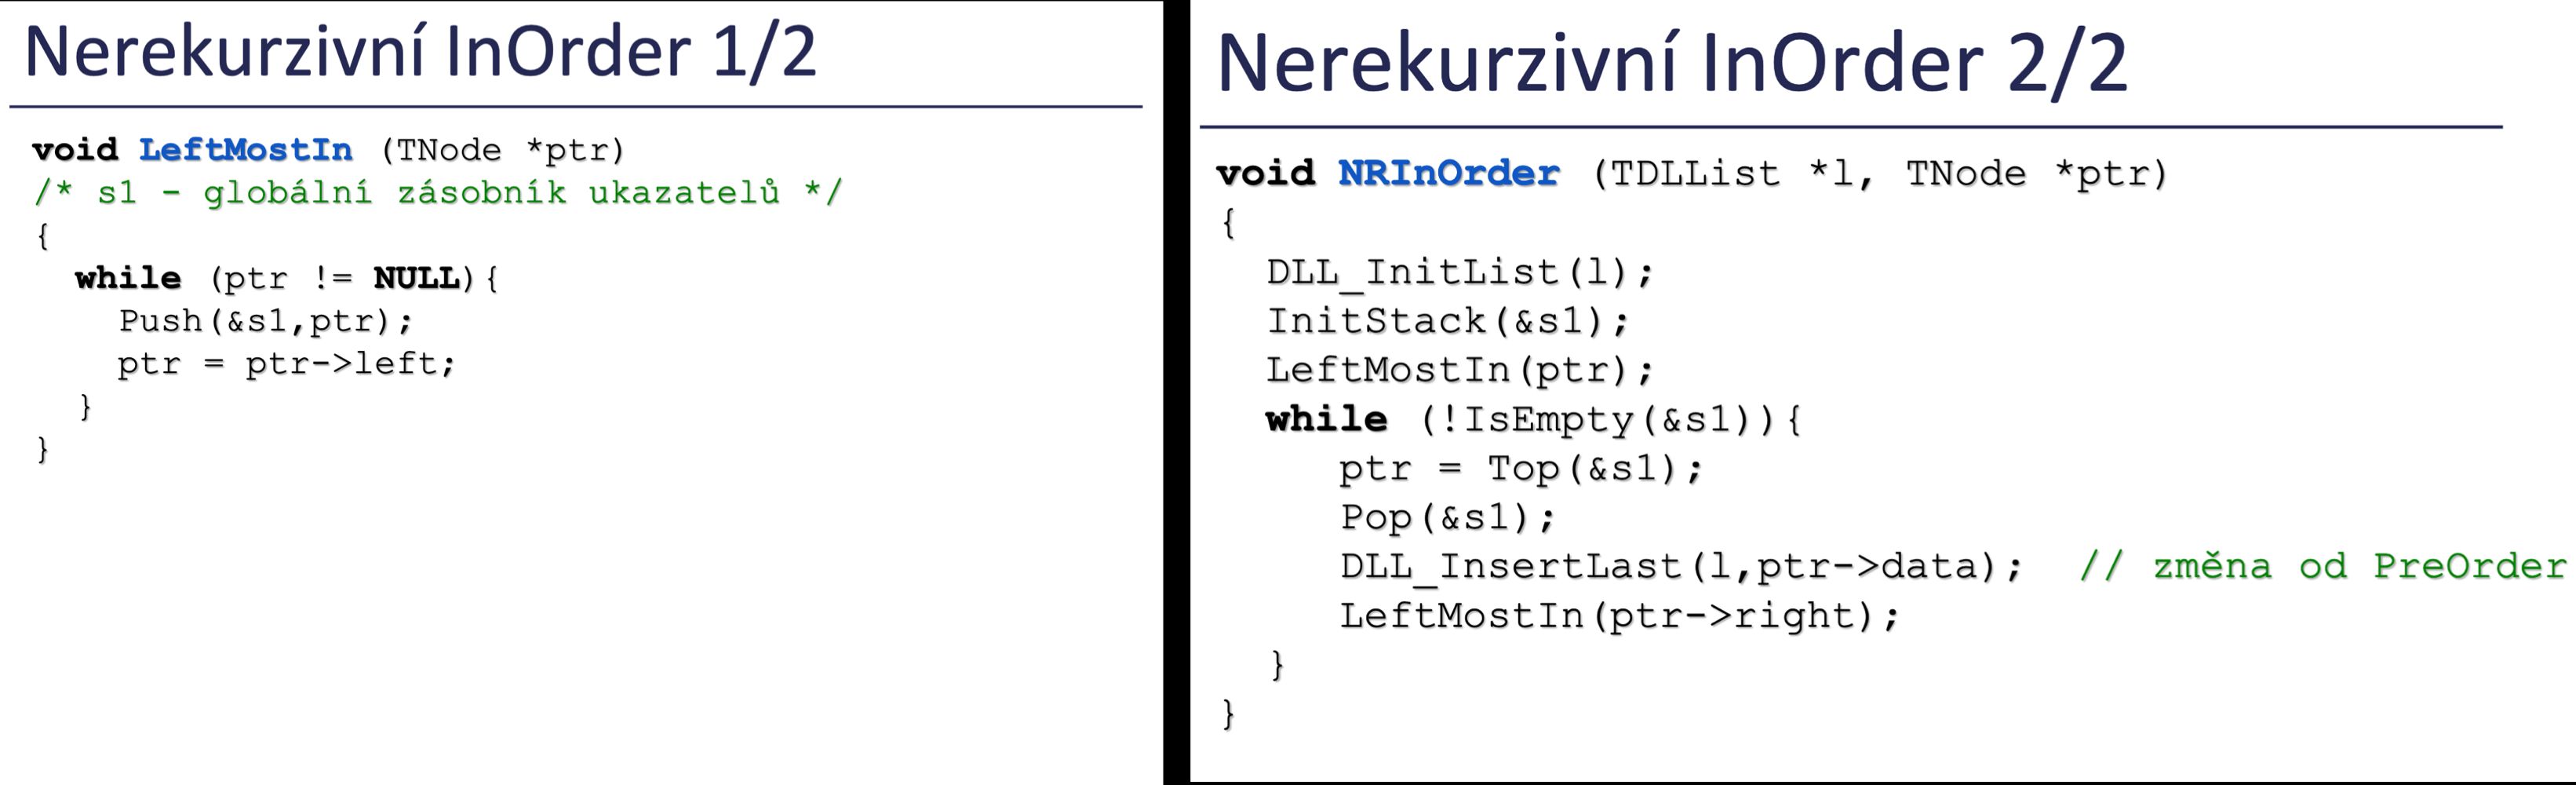 Nerekurzivní InOrder 1/2
void LeftMostIn (TNode *ptr)
/* s1 - globální zásobník ukazatelů */
{
while (ptr != NULL){
Push(&s1,ptr);
ptr = ptr->left;
}
}
Nerekurzivní InOrder 2/2
void NRInOrder (TDLList *l, TNode *ptr)
{
DLL_InitList(l);
InitStack(&s1);
LeftMostIn(ptr);
while (!IsEmpty(&s1)){
ptr = Top(&s1);
Pop(&s1);
DLL_InsertLast(l,ptr->data); // změna od PreOrder
LeftMostIn(ptr->right);
}
}